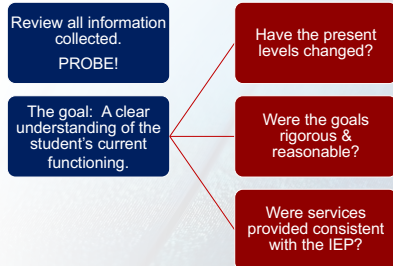 Review all information
collected.
PROBE!
The goal:  A clear
understanding of the
student's current
functioning.
Have the present
levels changed?
Were the goals
rigorous &
reasonable?
Were services
provided consistent
with the IEP?